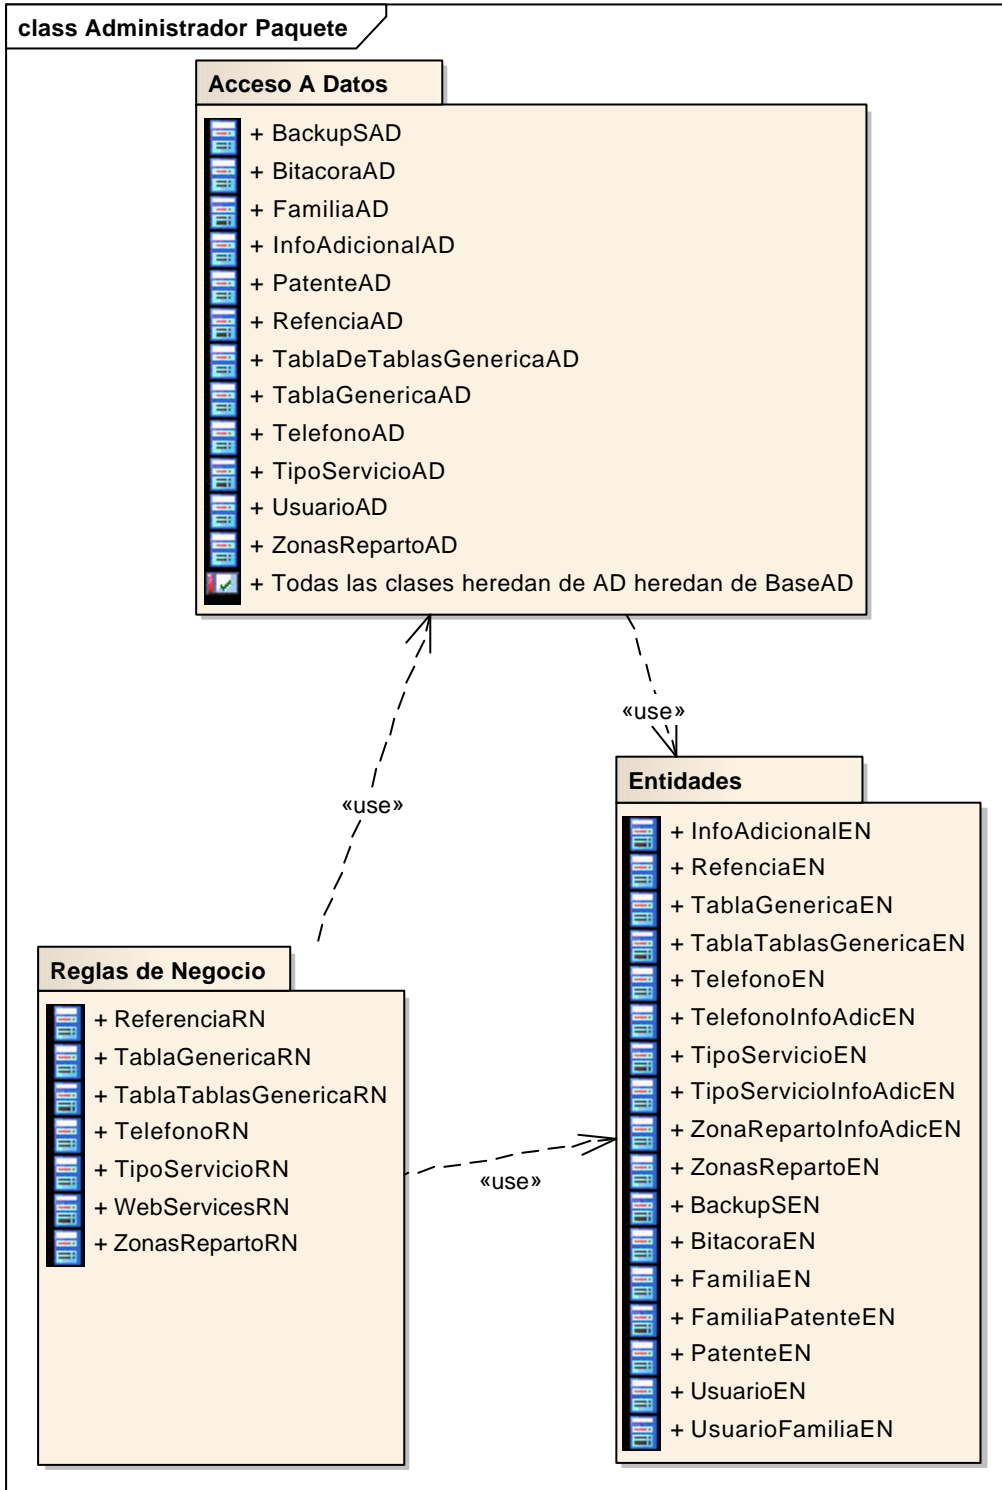 class Administrador Paquete
Acceso A Datos
+ BackupSAD
+ BitacoraAD
+ FamiliaAD
+ InfoAdicionalAD
+ PatenteAD
+ RefenciaAD
+ TablaDeTablasGenericaAD
+ TablaGenericaAD
+ TelefonoAD
+ TipoServicioAD
+ UsuarioAD
+ ZonasRepartoAD
+ Todas las clases heredan de AD heredan de BaseAD
«use»
«use»
Entidades
+ InfoAdicionalEN
+ RefenciaEN
+ TablaGenericaEN
+ TablaTablasGenericaEN
+ TelefonoEN
+ TelefonoInfoAdicEN
+ TipoServicioEN
+ TipoServicioInfoAdicEN
+ ZonaRepartoInfoAdicEN
+ ZonasRepartoEN
+ BackupSEN
+ BitacoraEN
+ FamiliaEN
+ FamiliaPatenteEN
+ PatenteEN
+ UsuarioEN
+ UsuarioFamiliaEN
Reglas de Negocio
+ ReferenciaRN
+ TablaGenericaRN
+ TablaTablasGenericaRN
+ TelefonoRN
+ TipoServicioRN
+ WebServicesRN
+ ZonasRepartoRN
«use»